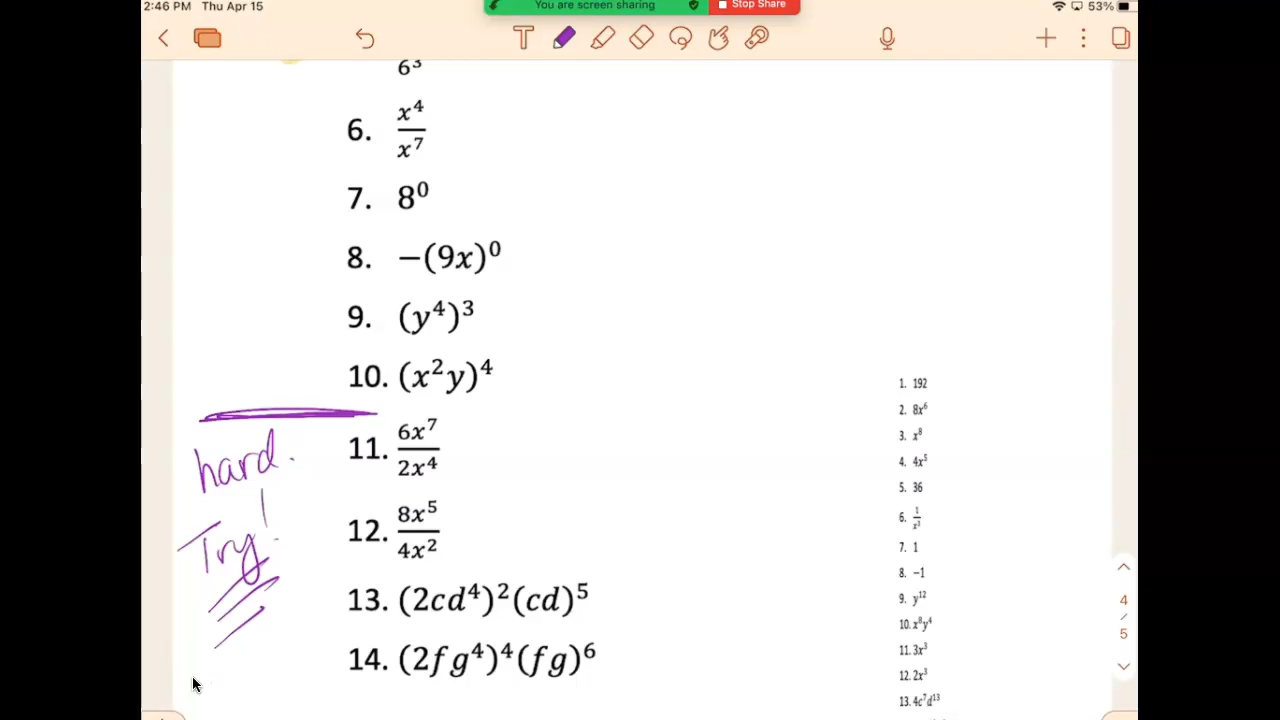 2:46 PM Thu Apr 15
You are screen sharing
Stop Share
53%
6³
6. x⁴/x⁷
7. 8⁰
8. −(9x)⁰
9. (y⁴)³
10. (x²y)⁴
hard.
Try!
11. 6x⁷/2x⁴
12. 8x⁵/4x²
13. (2cd⁴)²(cd)⁵
14. (2fg⁴)⁴(fg)⁶
1. 192
2. 8x⁶
3. x⁸
4. 4x⁵
5. 36
6. 1/x³
7. 1
8. −1
9. y¹²
10. x⁸y⁴
11. 3x³
12. 2x³
13. 4c⁷d¹³
4
/
5